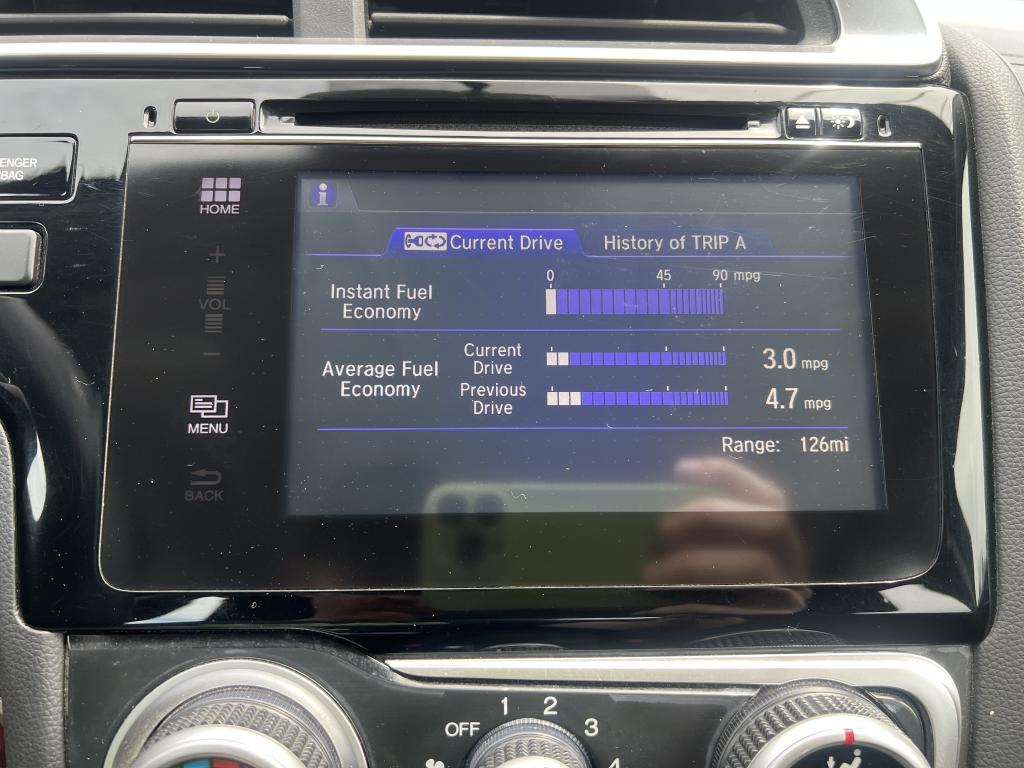 ENGER
BAG
HOME
+
VOL
−
MENU
BACK
i
Current Drive
History of TRIP A
0 45 90 mpg
Instant Fuel
Economy
Average Fuel
Economy
Current
Drive
3.0 mpg
Previous
Drive
4.7 mpg
Range: 126mi
OFF 1 2 3 4